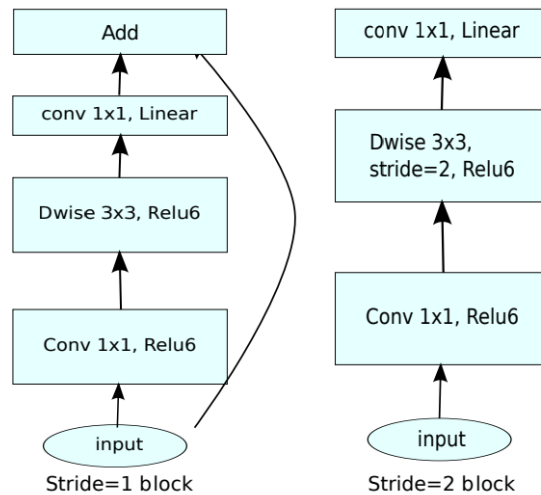 Add
conv 1x1, Linear
Dwise 3x3, Relu6
Conv 1x1, Relu6
input
Stride=1 block
conv 1x1, Linear
Dwise 3x3,
stride=2, Relu6
Conv 1x1, Relu6
input
Stride=2 block